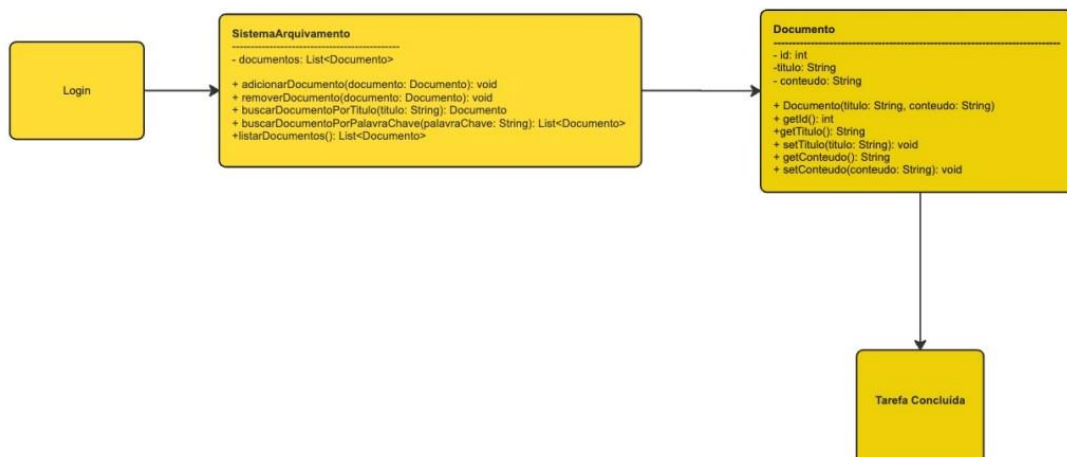 Login
SistemaArquivamento
- documentos: List<Documento>
+ adicionarDocumento(documento: Documento): void
+ removerDocumento(documento: Documento): void
+ buscarDocumentoPorTitulo(titulo: String): Documento
+ buscarDocumentoPorPalavraChave(palavraChave: String): List<Documento>
+listarDocumentos(): List<Documento>
Documento
- id: int
-titulo: String
- conteudo: String
+ Documento(titulo: String, conteudo: String)
+ getId(): int
+getTitulo(): String
+ setTitulo(titulo: String): void
+ getConteudo(): String
+ setConteudo(conteudo: String): void
Tarefa Concluída